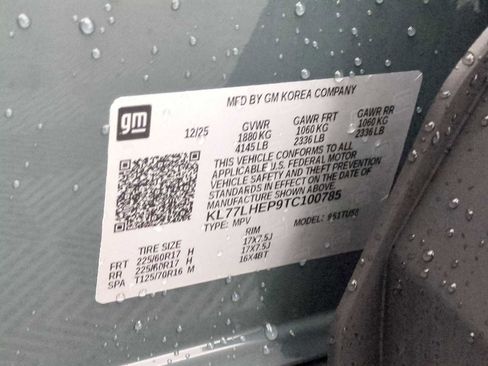 MFD BY GM KOREA COMPANY
gm
12/25 GVWR GAWR FRT GAWR RR
1880 KG 1060 KG 1060 KG
4145 LB 2336 LB 2336 LB
THIS VEHICLE CONFORMS TO ALL
APPLICABLE U.S. FEDERAL MOTOR
VEHICLE SAFETY AND THEFT PREVENTION
STANDARDS IN EFFECT ON THE DATE OF
MANUFACTURE SHOWN ABOVE.
KL77LHEP9TC100785
TYPE: MPV MODEL:
TIRE SIZE RIM
FRT 225/60R17 H 17X7.5J
RR 225/60R17 H 17X7.5J
SPA T125/70R16 M 16X4BT